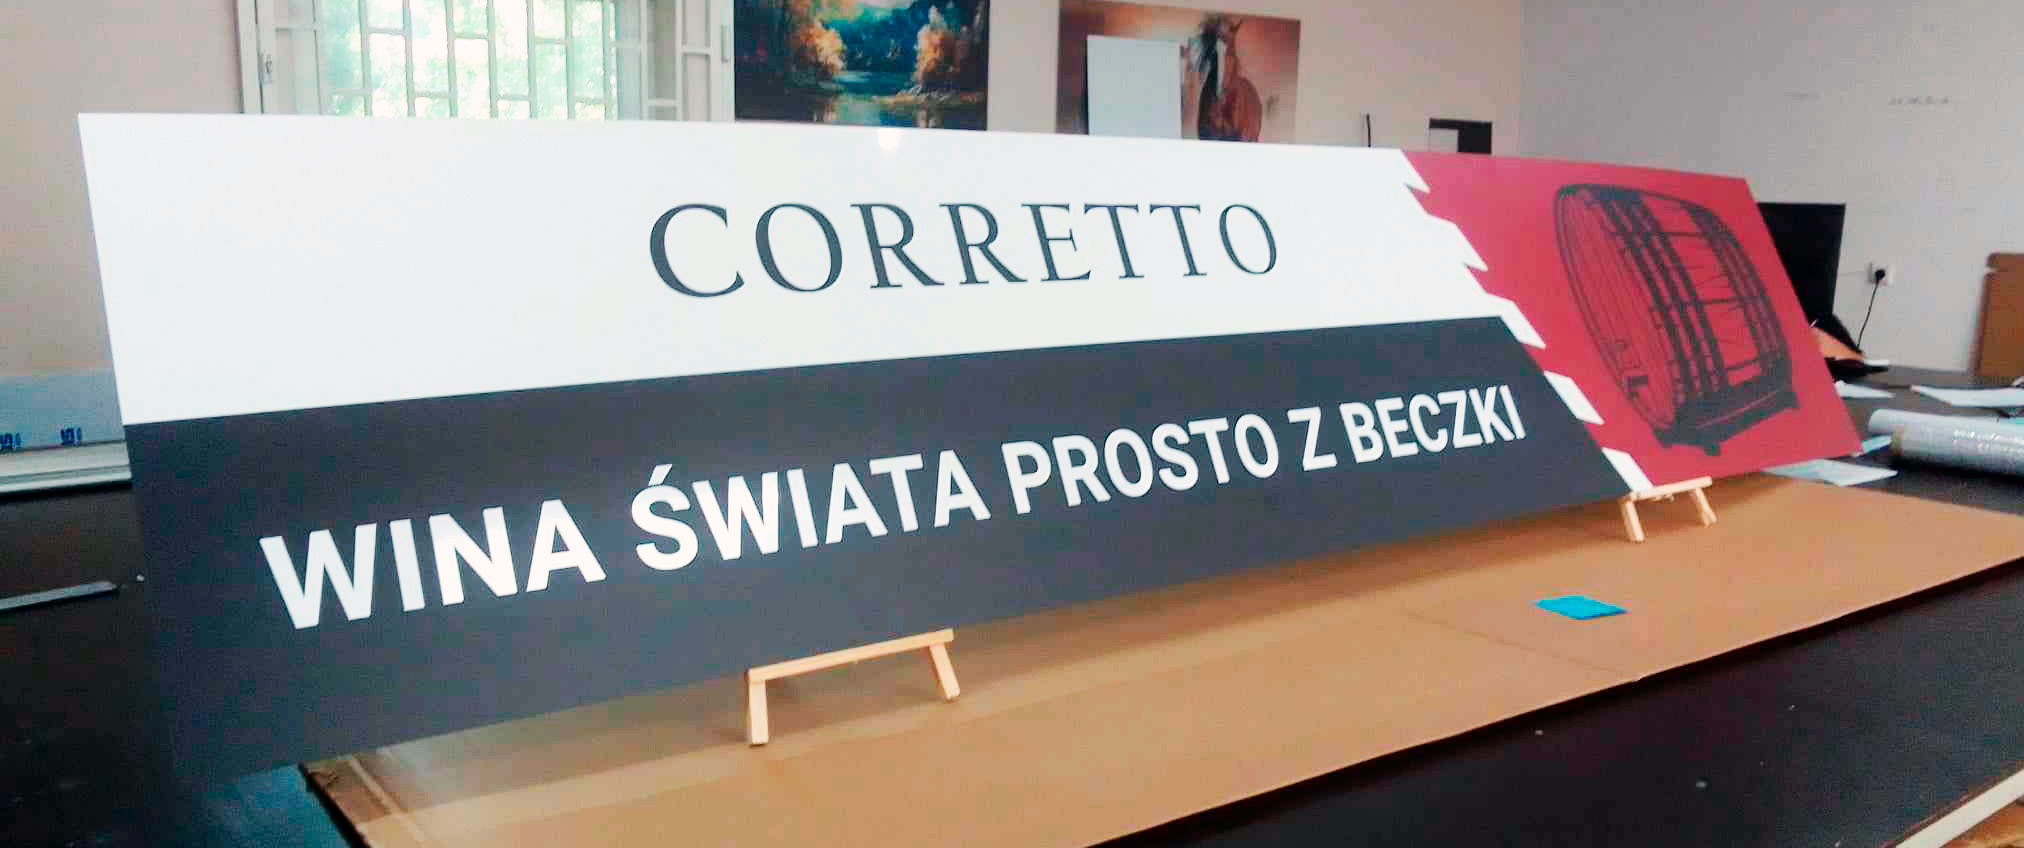 CORRETTO
WINA ŚWIATA PROSTO Z BECZKI